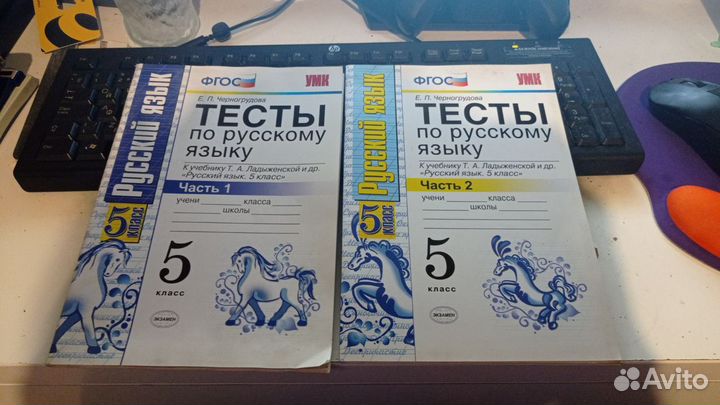 hp
5 КЛАСС
Русский язык
ФГОС
УМК
Е. П. Черногрудова
ТЕСТЫ
по русскому
языку
К учебнику Т. А. Ладыженской и др.
«Русский язык. 5 класс»
Часть 1
учени класса
школы
5
класс
ЭКЗАМЕН
5 КЛАСС
Русский язык
ФГОС
УМК
Е. П. Черногрудова
ТЕСТЫ
по русскому
языку
К учебнику Т. А. Ладыженской и др.
«Русский язык. 5 класс»
Часть 2
учени класса
школы
5
класс
ЭКЗАМЕН
Avito